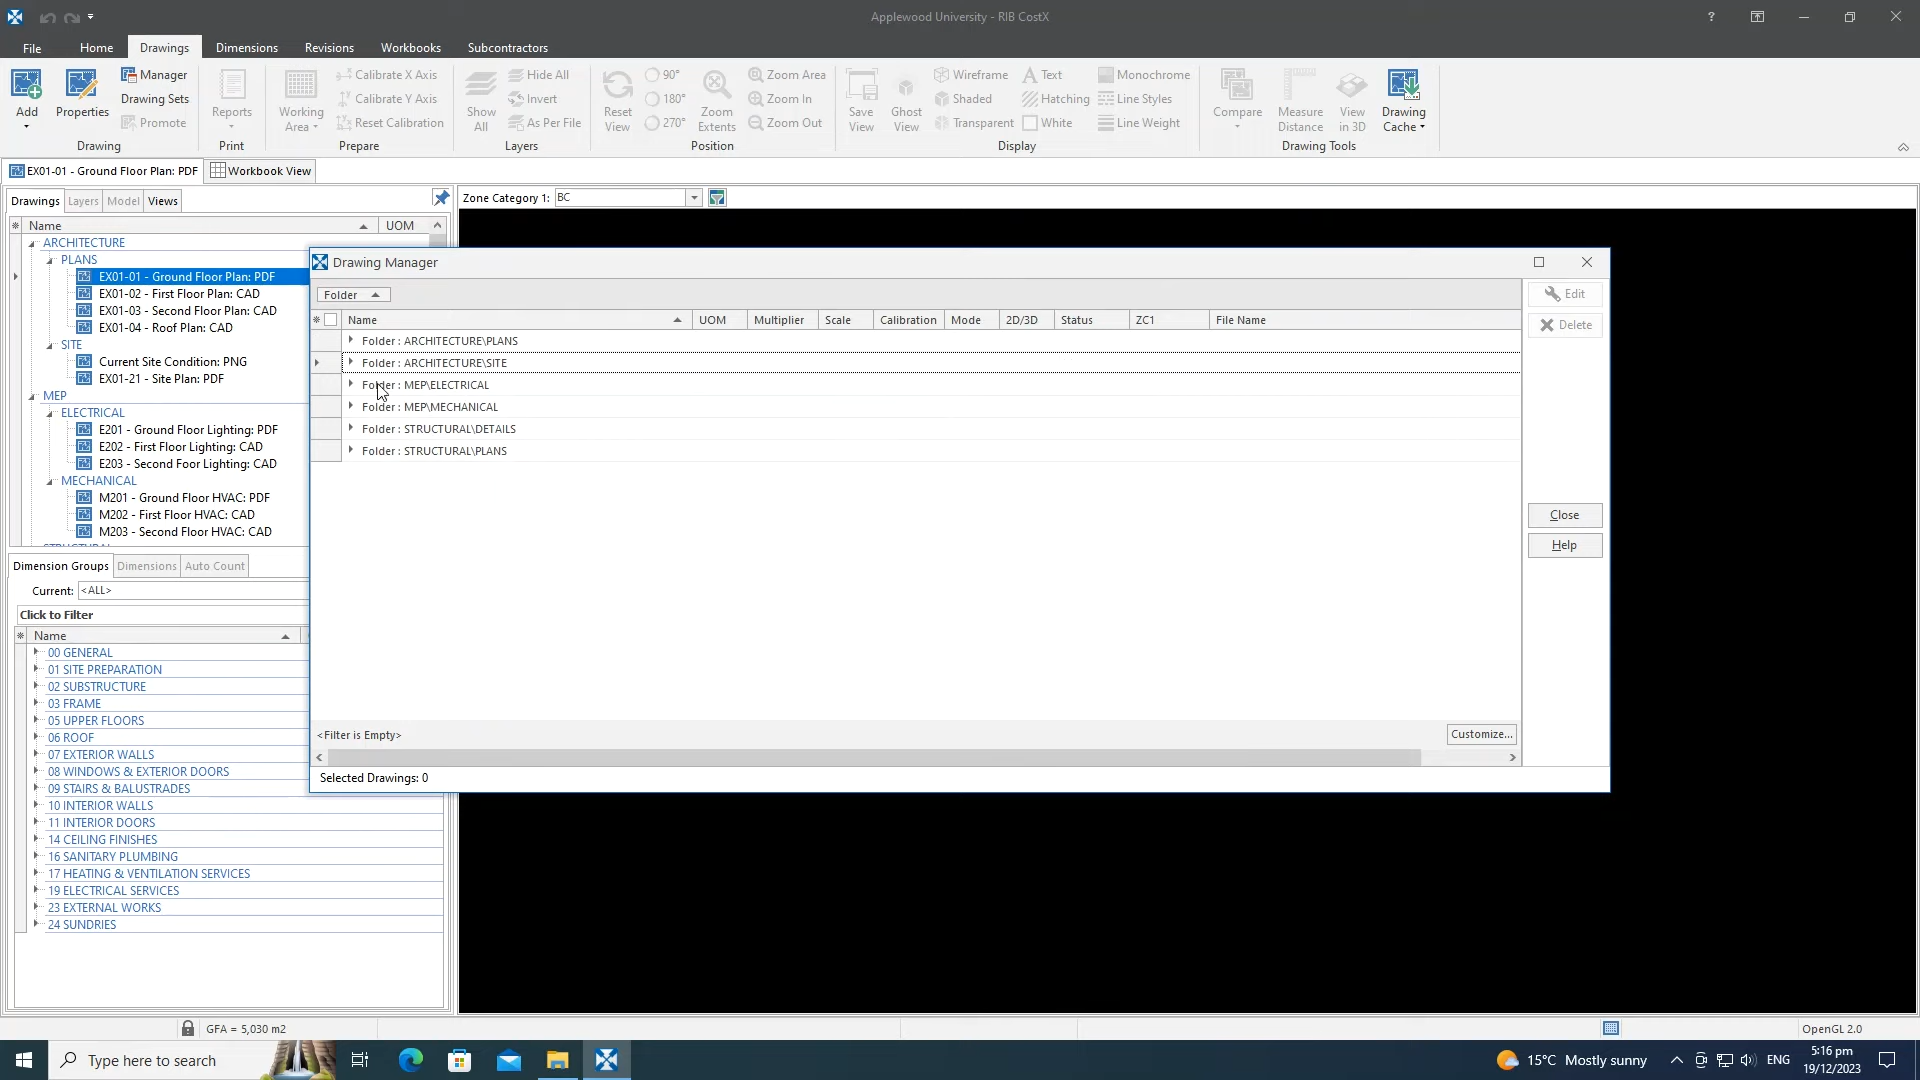 Applewood University - RIB CostX
?
File Home Drawings Dimensions Revisions Workbooks Subcontractors
Add
Properties
Manager
Drawing Sets
Promote
Drawing
Reports
Print
Working Area
Calibrate X Axis
Calibrate Y Axis
Reset Calibration
Prepare
Show All
Hide All
Invert
As Per File
Layers
Reset View
90°
180°
270°
Zoom Extents
Zoom Area
Zoom In
Zoom Out
Position
Save View
Ghost View
Wireframe
Shaded
Transparent
Text
Hatching
White
Monochrome
Line Styles
Line Weight
Display
Compare
Measure Distance
View in 3D
Drawing Cache
Drawing Tools
EX01-01 - Ground Floor Plan: PDF
Workbook View
Drawings Layers Model Views
Zone Category 1: BC
Name UOM
ARCHITECTURE
PLANS
EX01-01 - Ground Floor Plan: PDF
EX01-02 - First Floor Plan: CAD
EX01-03 - Second Floor Plan: CAD
EX01-04 - Roof Plan: CAD
SITE
Current Site Condition: PNG
EX01-21 - Site Plan: PDF
MEP
ELECTRICAL
E201 - Ground Floor Lighting: PDF
E202 - First Floor Lighting: CAD
E203 - Second Foor Lighting: CAD
MECHANICAL
M201 - Ground Floor HVAC: PDF
M202 - First Floor HVAC: CAD
M203 - Second Floor HVAC: CAD
Dimension Groups Dimensions Auto Count
Current: <ALL>
Click to Filter
Name
00 GENERAL
01 SITE PREPARATION
02 SUBSTRUCTURE
03 FRAME
05 UPPER FLOORS
06 ROOF
07 EXTERIOR WALLS
08 WINDOWS & EXTERIOR DOORS
09 STAIRS & BALUSTRADES
10 INTERIOR WALLS
11 INTERIOR DOORS
14 CEILING FINISHES
16 SANITARY PLUMBING
17 HEATING & VENTILATION SERVICES
19 ELECTRICAL SERVICES
23 EXTERNAL WORKS
24 SUNDRIES
Drawing Manager
Folder
Name UOM Multiplier Scale Calibration Mode 2D/3D Status ZC1 File Name
Folder : ARCHITECTURE\PLANS
Folder : ARCHITECTURE\SITE
Folder : MEP\ELECTRICAL
Folder : MEP\MECHANICAL
Folder : STRUCTURAL\DETAILS
Folder : STRUCTURAL\PLANS
<Filter is Empty>
Customize...
Selected Drawings: 0
Edit
Delete
Close
Help
GFA = 5,030 m2
OpenGL 2.0
Type here to search
15°C Mostly sunny
ENG
5:16 pm
19/12/2023